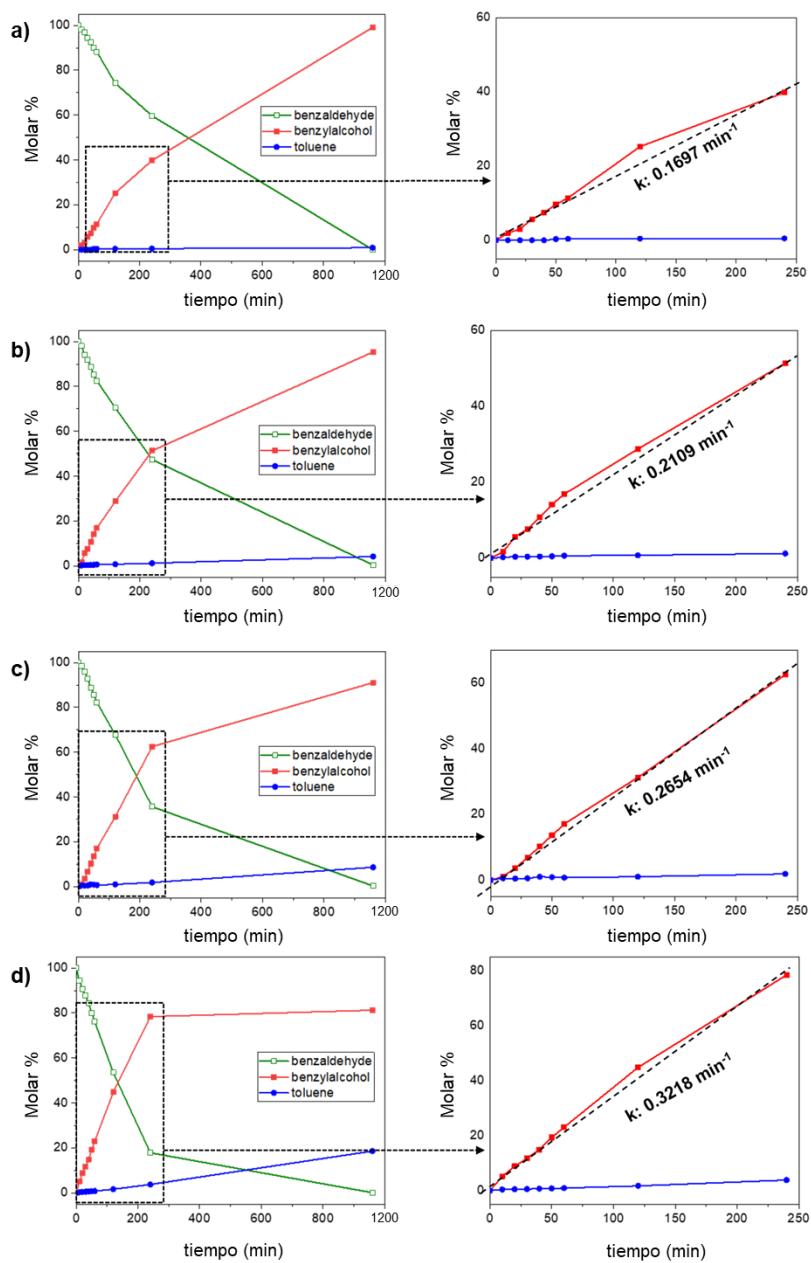 a)
Molar %
100
80
60
40
20
0
benzaldehyde
benzylalcohol
toluene
0 200 400 600 800 1000 1200
tiempo (min)
Molar %
60
40
20
0
k: 0.1697 min-1
0 50 100 150 200 250
tiempo (min)
b)
Molar %
100
80
60
40
20
0
benzaldehyde
benzylalcohol
toluene
0 200 400 600 800 1000 1200
tiempo (min)
Molar %
60
40
20
0
k: 0.2109 min-1
0 50 100 150 200 250
tiempo (min)
c)
Molar %
100
80
60
40
20
0
benzaldehyde
benzylalcohol
toluene
0 200 400 600 800 1000 1200
tiempo (min)
Molar %
60
40
20
0
k: 0.2654 min-1
0 50 100 150 200 250
tiempo (min)
d)
Molar %
100
80
60
40
20
0
benzaldehyde
benzylalcohol
toluene
0 200 400 600 800 1000 1200
tiempo (min)
Molar %
80
60
40
20
0
k: 0.3218 min-1
0 50 100 150 200 250
tiempo (min)